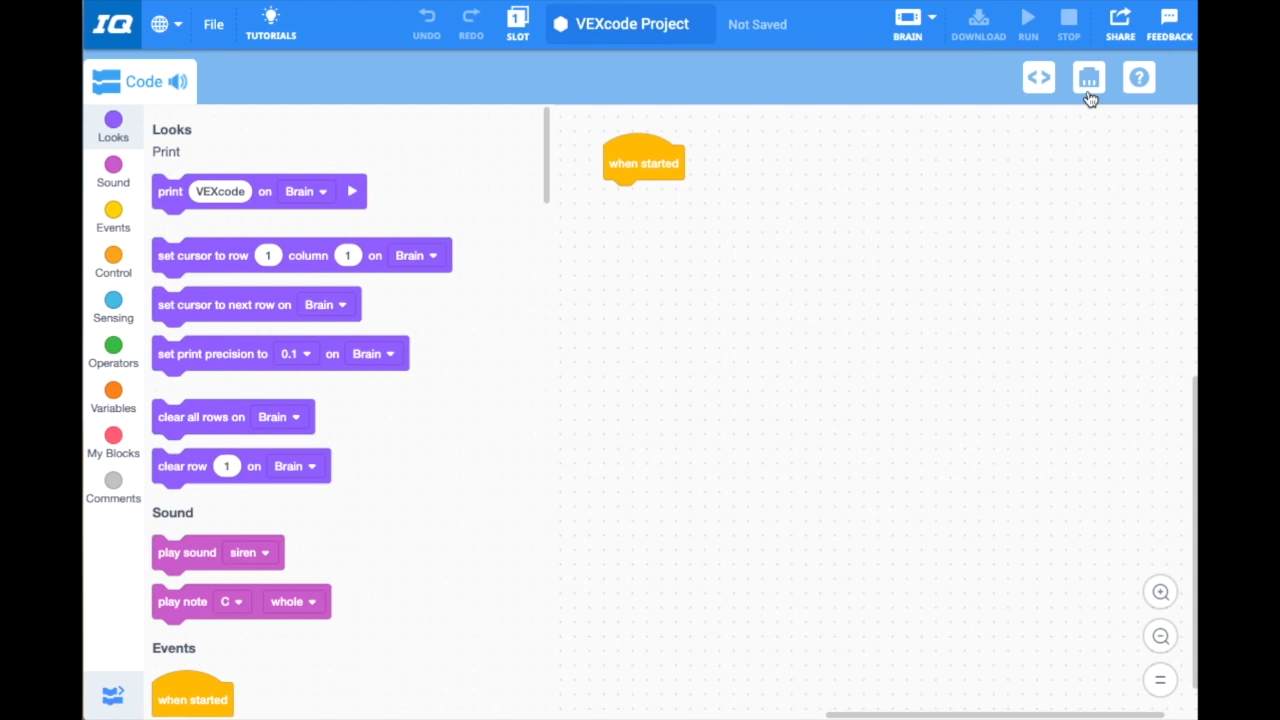 IQ File TUTORIALS UNDO REDO 1 SLOT VEXcode Project Not Saved BRAIN DOWNLOAD RUN STOP SHARE FEEDBACK
Code <> ?
Looks
Sound
Events
Control
Sensing
Operators
Variables
My Blocks
Comments
Looks
Print
print VEXcode on Brain
set cursor to row 1 column 1 on Brain
set cursor to next row on Brain
set print precision to 0.1 on Brain
clear all rows on Brain
clear row 1 on Brain
Sound
play sound siren
play note C whole
Events
when started
when started